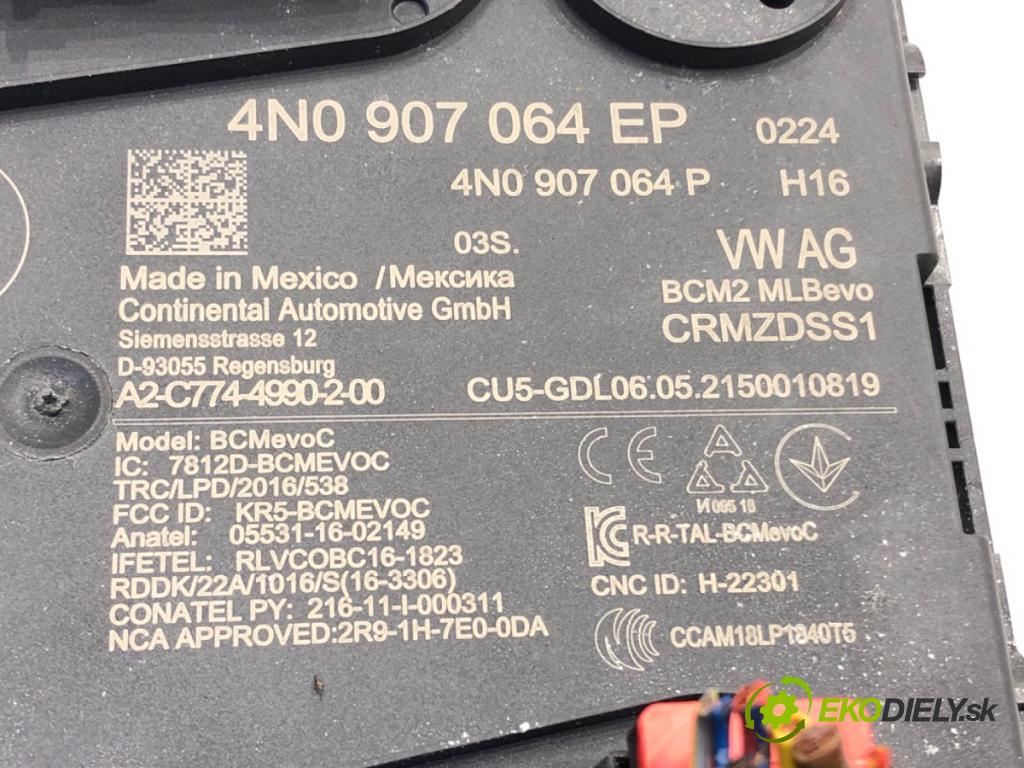 4N0 907 064 EP 0224
4N0 907 064 P H16
03S.
VW AG
Made in Mexico /Мексика
BCM2 MLBevo
Continental Automotive GmbH
CRMZDSS1
Siemensstrasse 12
D-93055 Regensburg
A2-C774-4990-2-00
CU5-GDL06.05.2150010819
Model: BCMevoC
IC: 7812D-BCMEVOC
TRC/LPD/2016/538
FCC ID: KR5-BCMEVOC
Anatel: 05531-16-02149
IFETEL: RLVCOBC16-1823
RDDK/22A/1016/S(16-3306)
CONATEL PY: 216-11-I-000311
NCA APPROVED:2R9-1H-7E0-0DA
CE
И 095 18
R-R-TAL-BCMevoC
CNC ID: H-22301
CCAM18LP1840T5
EKODIELY.sk